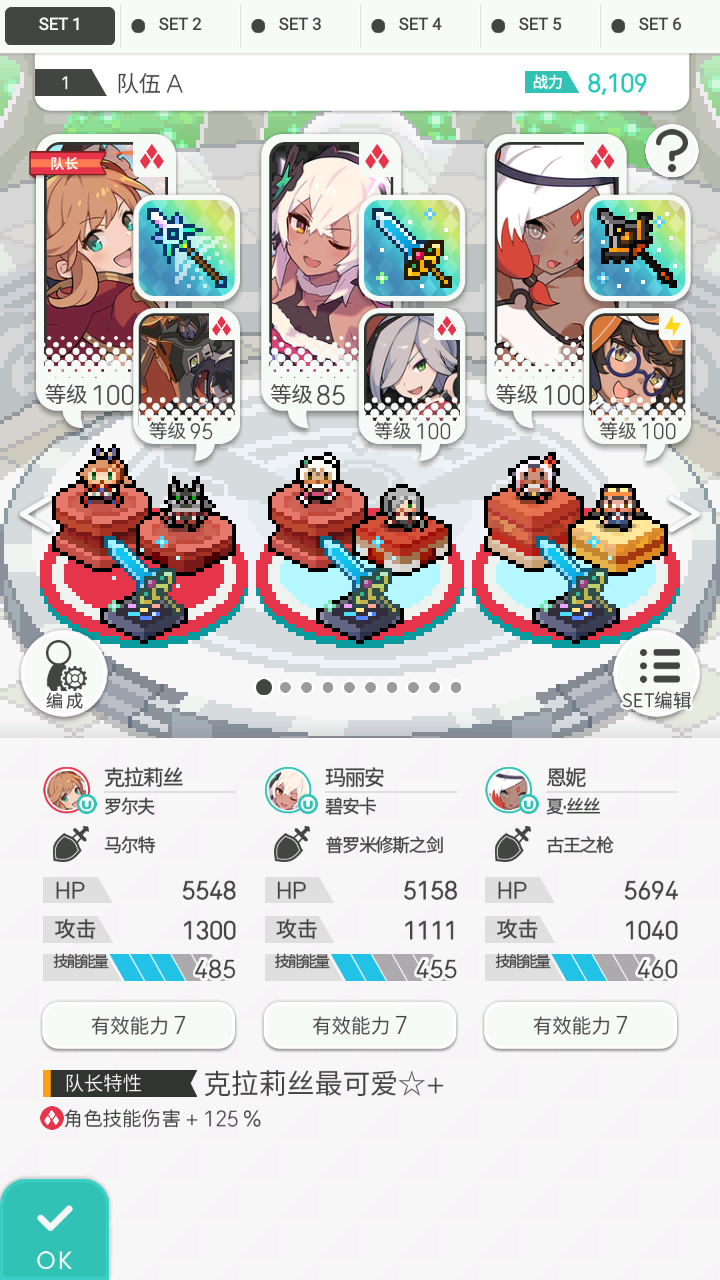 SET 1
SET 2
SET 3
SET 4
SET 5
SET 6
1
队伍 A
战力 8,109
队长
?
等级 100
等级 95
等级 85
等级 100
等级 100
等级 100
编成
SET编辑
克拉莉丝
罗尔夫
马尔特
HP 5548
攻击 1300
技能能量 485
有效能力 7
玛丽安
碧安卡
普罗米修斯之剑
HP 5158
攻击 1111
技能能量 455
有效能力 7
恩妮
夏·丝丝
古王之枪
HP 5694
攻击 1040
技能能量 460
有效能力 7
队长特性 克拉莉丝最可爱☆+
角色技能伤害 + 125 %
OK